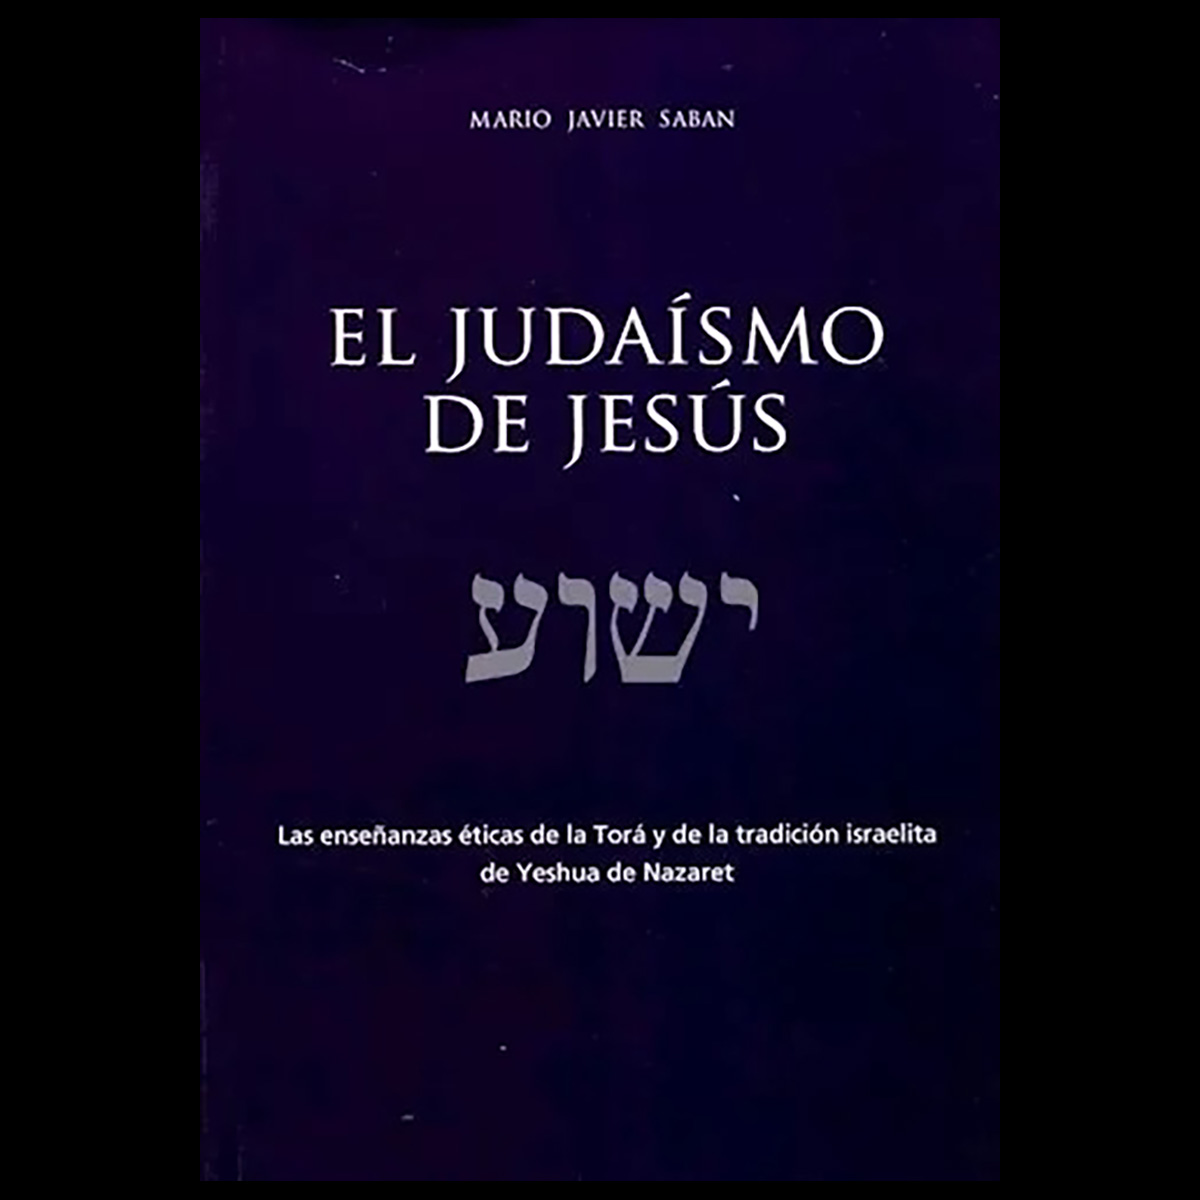 MARIO JAVIER SABAN
EL JUDAÍSMO
DE JESÚS
ישוע
Las enseñanzas éticas de la Torá y de la tradición israelita
de Yeshua de Nazaret